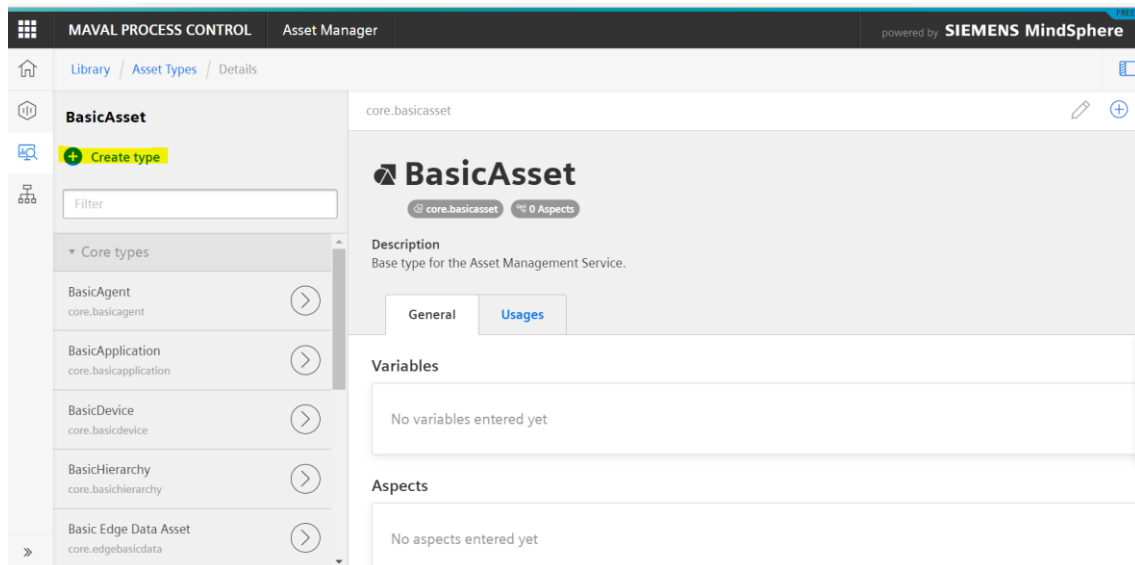 FREE
MAVAL PROCESS CONTROL Asset Manager powered by SIEMENS MindSphere
Library / Asset Types / Details
BasicAsset
Create type
Filter
Core types
BasicAgent
core.basicagent
BasicApplication
core.basicapplication
BasicDevice
core.basicdevice
BasicHierarchy
core.basichierarchy
Basic Edge Data Asset
core.edgebasicdata
core.basicasset
BasicAsset
core.basicasset 0 Aspects
Description
Base type for the Asset Management Service.
General Usages
Variables
No variables entered yet
Aspects
No aspects entered yet